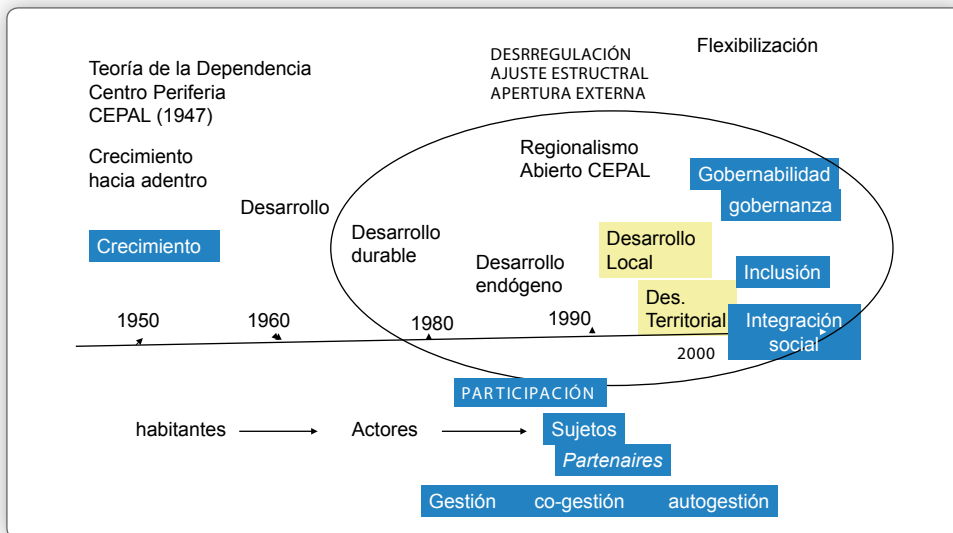 Flexibilización
DESRREGULACIÓN
AJUSTE ESTRUCTRAL
APERTURA EXTERNA
Teoría de la Dependencia
Centro Periferia
CEPAL (1947)
Crecimiento
hacia adentro
Regionalismo
Abierto CEPAL
Gobernabilidad
gobernanza
Desarrollo
Crecimiento
Desarrollo
durable
Desarrollo
endógeno
Desarrollo
Local
Inclusión
Des.
Territorial
Integración
social
1950
1960
1980
1990
2000
PARTICIPACIÓN
habitantes
Actores
Sujetos
Partenaires
Gestión co-gestión autogestión